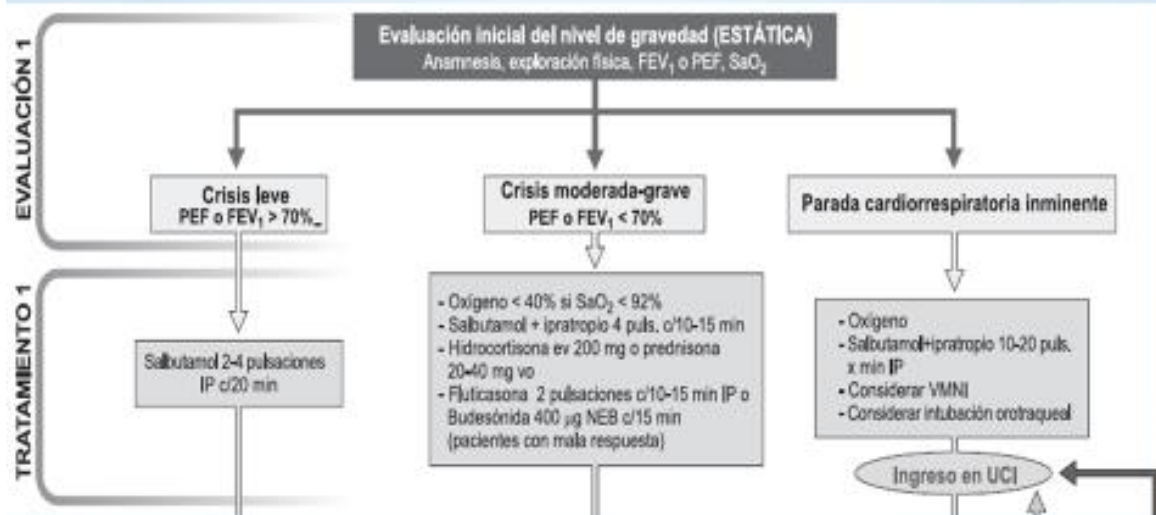 EVALUACIÓN 1
Evaluación inicial del nivel de gravedad (ESTÁTICA)
Anamnesis, exploración física, FEV₁ o PEF, SaO₂
Crisis leve
PEF o FEV₁ > 70%_
Crisis moderada-grave
PEF o FEV₁ < 70%
Parada cardiorrespiratoria inminente
TRATAMIENTO 1
Salbutamol 2-4 pulsaciones
IP c/20 min
- Oxígeno < 40% si SaO₂ < 92%
- Salbutamol + ipratropio 4 puls. c/10-15 min
- Hidrocortisona ev 200 mg o prednisona
20-40 mg vo
- Fluticasona 2 pulsaciones c/10-15 min IP o
Budesónida 400 µg NEB c/15 min
(pacientes con mala respuesta)
- Oxígeno
- Salbutamol+ipratropio 10-20 puls.
x min IP
- Considerar VMNI
- Considerar intubación orotraqueal
Ingreso en UCI